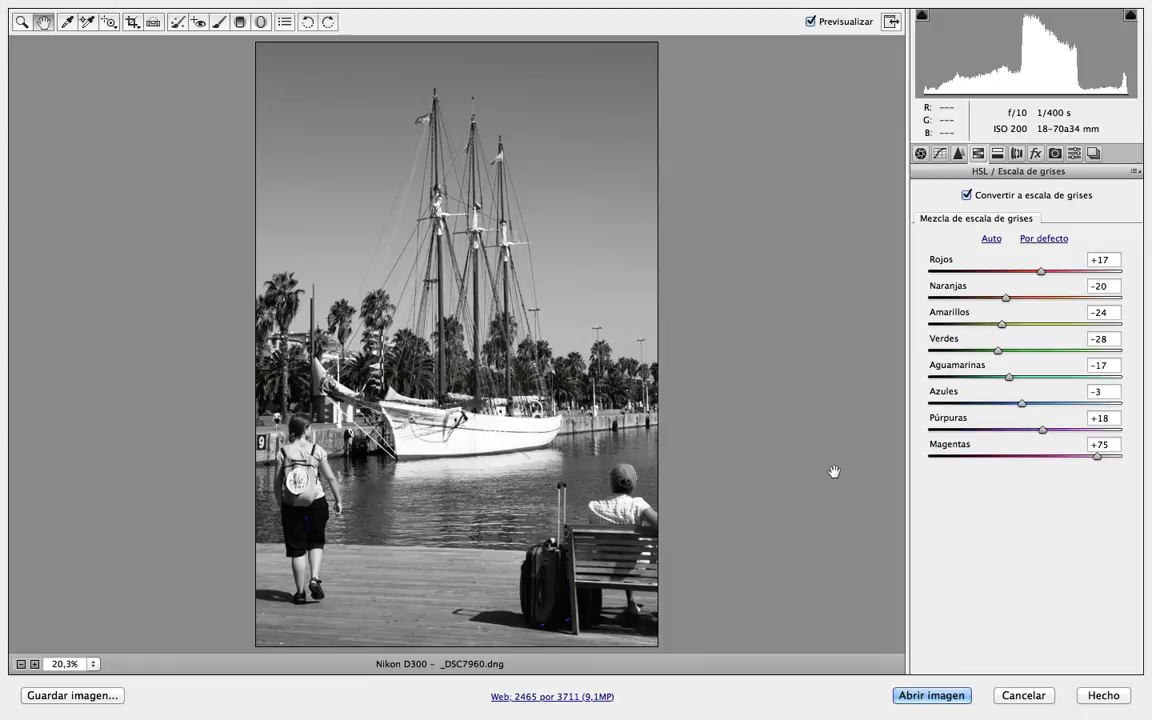 Previsualizar
R: ---
G: ---
B: ---
f/10 1/400 s
ISO 200 18-70a34 mm
fx
HSL / Escala de grises
Convertir a escala de grises
Mezcla de escala de grises
Auto Por defecto
Rojos +17
Naranjas -20
Amarillos -24
Verdes -28
Aguamarinas -17
Azules -3
Púrpuras +18
Magentas +75
9
20,3%
Nikon D300 - _DSC7960.dng
Guardar imagen...
Web; 2465 por 3711 (9,1MP)
Abrir imagen
Cancelar
Hecho